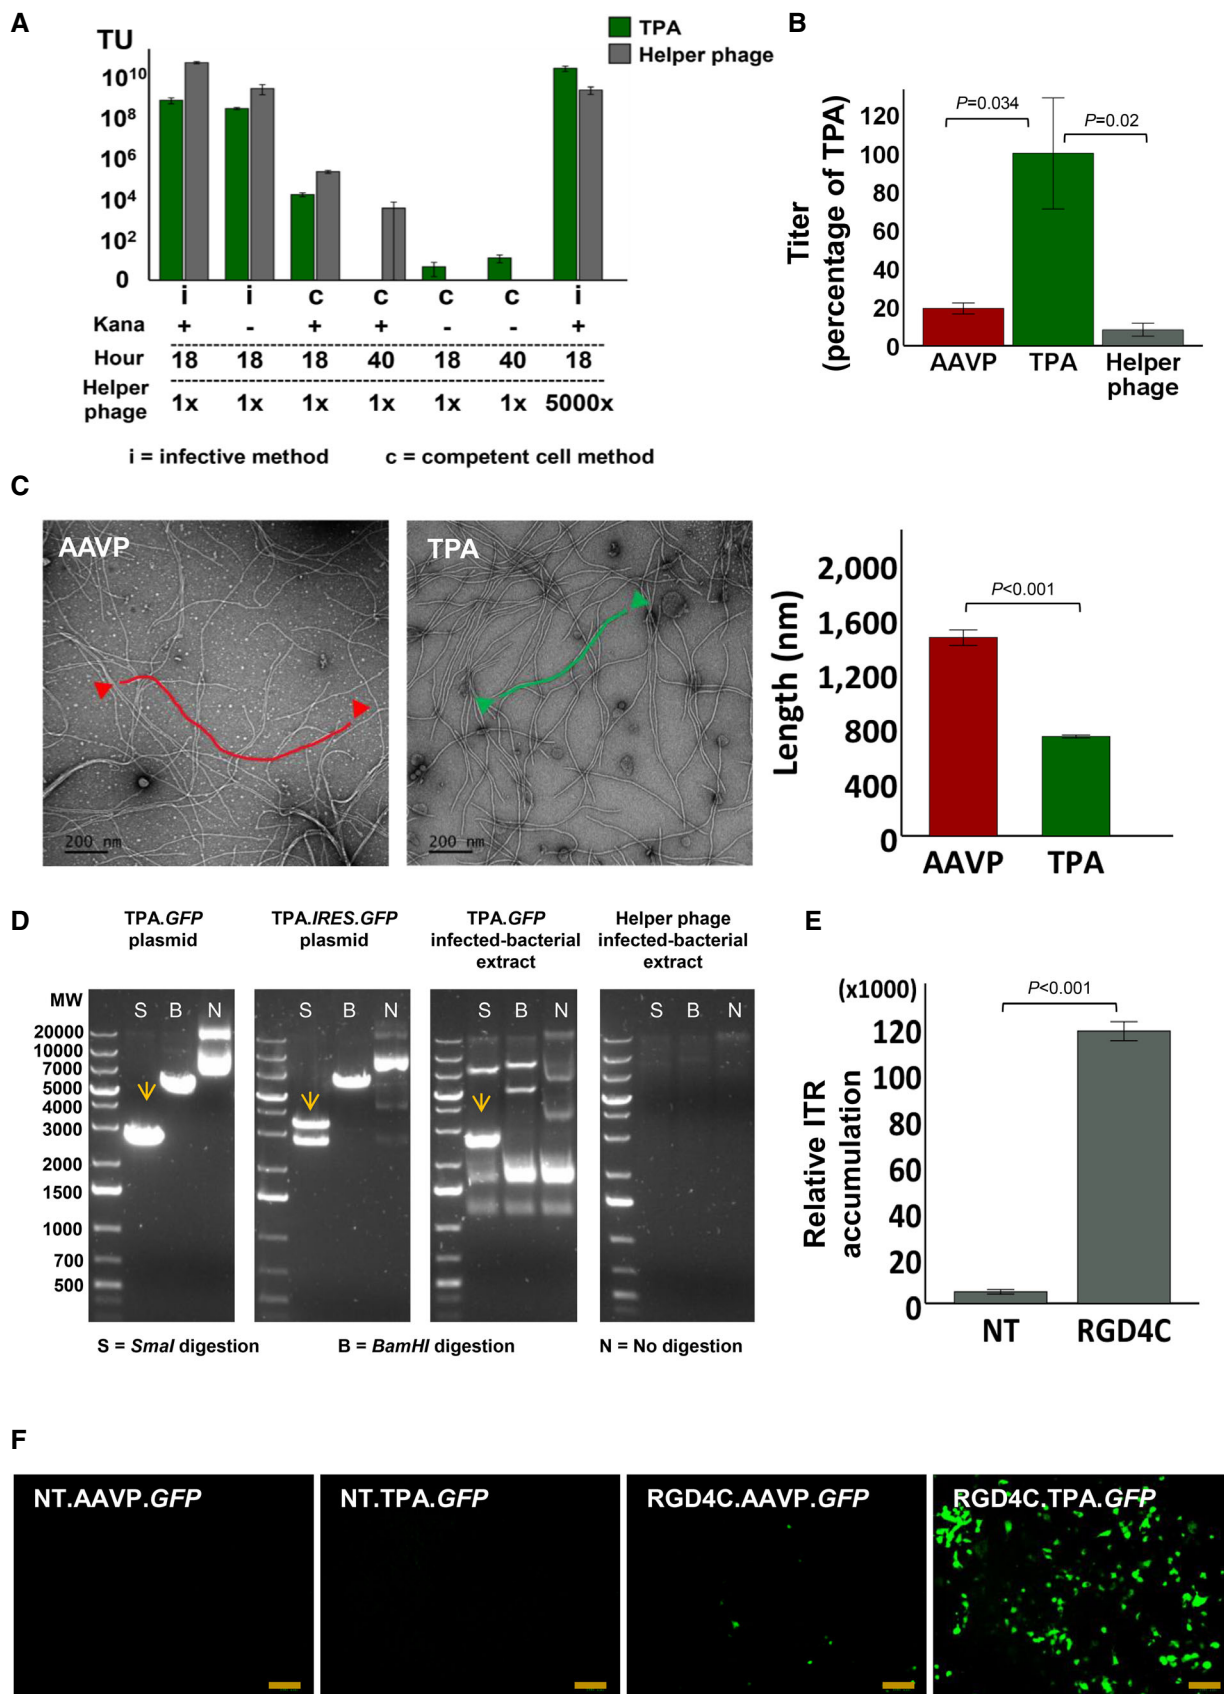 A
TU
TPA
Helper phage
10^10
10^8
10^6
10^4
10^2
0
i i c c c c i
Kana + - + + - - +
Hour 18 18 18 40 18 40 18
Helper phage 1x 1x 1x 1x 1x 1x 5000x
i = infective method c = competent cell method
B
Titer
(percentage of TPA)
120
100
80
60
40
20
0
P=0.034
P=0.02
AAVP TPA Helper
phage
C
AAVP
200 nm
TPA
200 nm
Length (nm)
2,000
1,600
1,200
800
400
0
P<0.001
AAVP TPA
D
TPA.GFP
plasmid
TPA.IRES.GFP
plasmid
TPA.GFP
infected-bacterial
extract
Helper phage
infected-bacterial
extract
MW
20000
10000
7000
5000
4000
3000
2000
1500
1000
700
500
S B N
S B N
S B N
S B N
S = SmaI digestion B = BamHI digestion N = No digestion
E
(x1000)
Relative ITR
accumulation
120
100
80
60
40
20
0
P<0.001
NT RGD4C
F
NT.AAVP.GFP
NT.TPA.GFP
RGD4C.AAVP.GFP
RGD4C.TPA.GFP